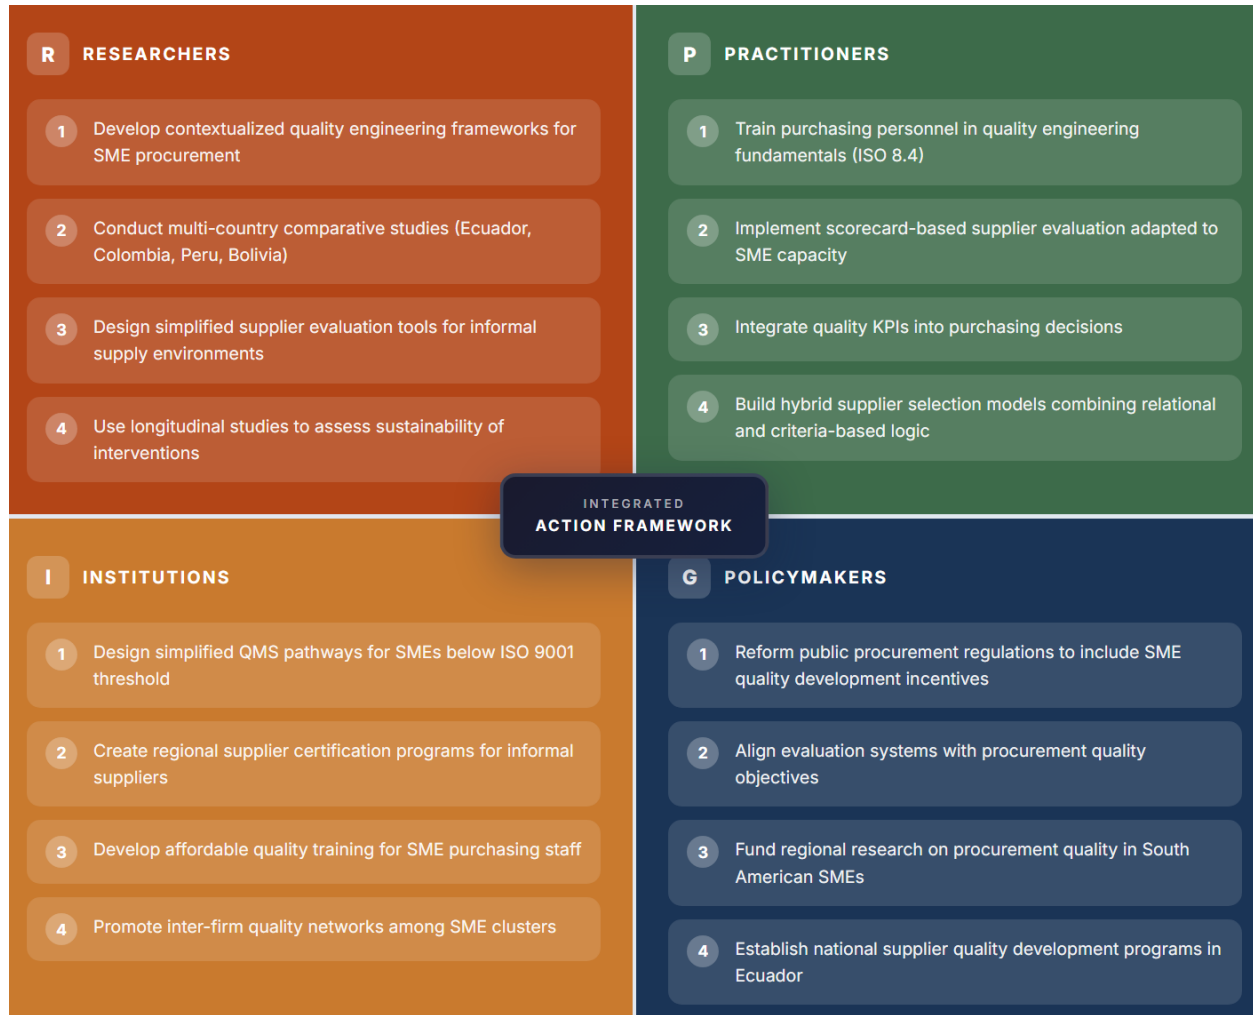 R
RESEARCHERS
1
Develop contextualized quality engineering frameworks for
SME procurement
2
Conduct multi-country comparative studies (Ecuador,
Colombia, Peru, Bolivia)
3
Design simplified supplier evaluation tools for informal
supply environments
4
Use longitudinal studies to assess sustainability of
interventions
P
PRACTITIONERS
1
Train purchasing personnel in quality engineering
fundamentals (ISO 8.4)
2
Implement scorecard-based supplier evaluation adapted to
SME capacity
3
Integrate quality KPIs into purchasing decisions
4
Build hybrid supplier selection models combining relational
and criteria-based logic
INTEGRATED
ACTION FRAMEWORK
I
INSTITUTIONS
1
Design simplified QMS pathways for SMEs below ISO 9001
threshold
2
Create regional supplier certification programs for informal
suppliers
3
Develop affordable quality training for SME purchasing staff
4
Promote inter-firm quality networks among SME clusters
G
POLICYMAKERS
1
Reform public procurement regulations to include SME
quality development incentives
2
Align evaluation systems with procurement quality
objectives
3
Fund regional research on procurement quality in South
American SMEs
4
Establish national supplier quality development programs in
Ecuador